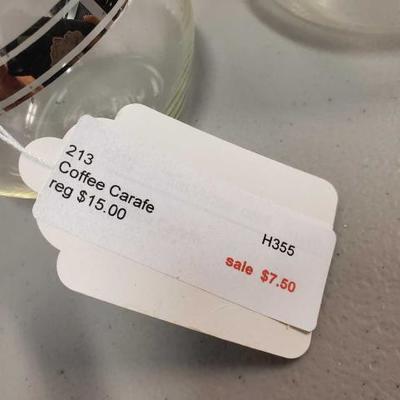 213
Coffee Carafe
reg $15.00
H355
sale $7.50